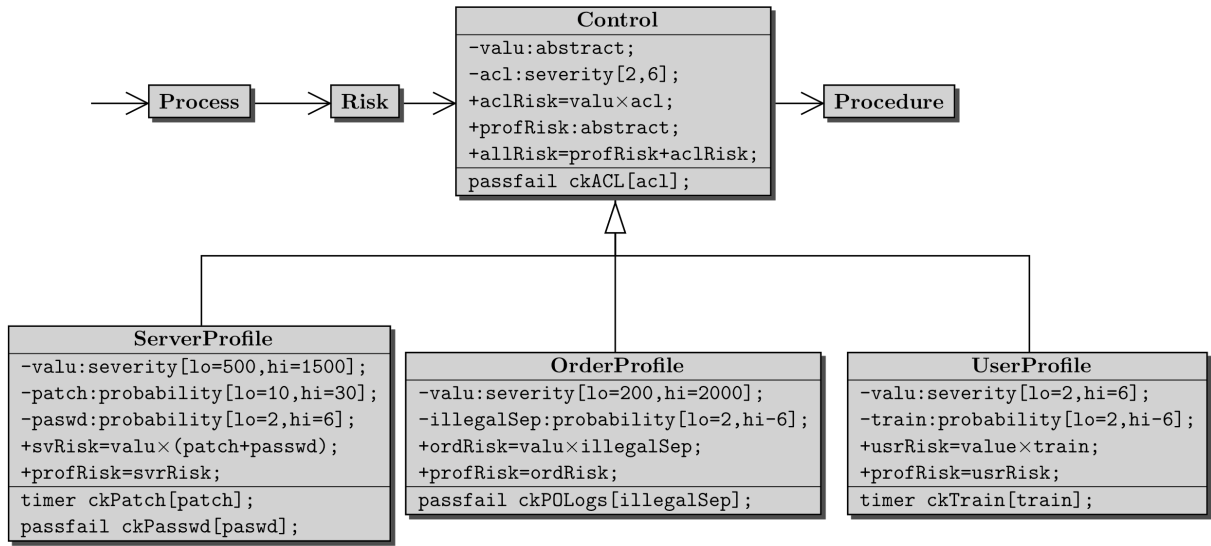 Control
-valu:abstract;
-acl:severity[2,6];
+aclRisk=valu×acl;
+profRisk:abstract;
+allRisk=profRisk+aclRisk;
passfail ckACL[acl];
Process
Risk
Procedure
ServerProfile
-valu:severity[lo=500,hi=1500];
-patch:probability[lo=10,hi=30];
-paswd:probability[lo=2,hi=6];
+svRisk=valu×(patch+passwd);
+profRisk=svrRisk;
timer ckPatch[patch];
passfail ckPasswd[paswd];
OrderProfile
-valu:severity[lo=200,hi=2000];
-illegalSep:probability[lo=2,hi-6];
+ordRisk=valu×illegalSep;
+profRisk=ordRisk;
passfail ckPOLogs[illegalSep];
UserProfile
-valu:severity[lo=2,hi=6];
-train:probability[lo=2,hi-6];
+usrRisk=value×train;
+profRisk=usrRisk;
timer ckTrain[train];